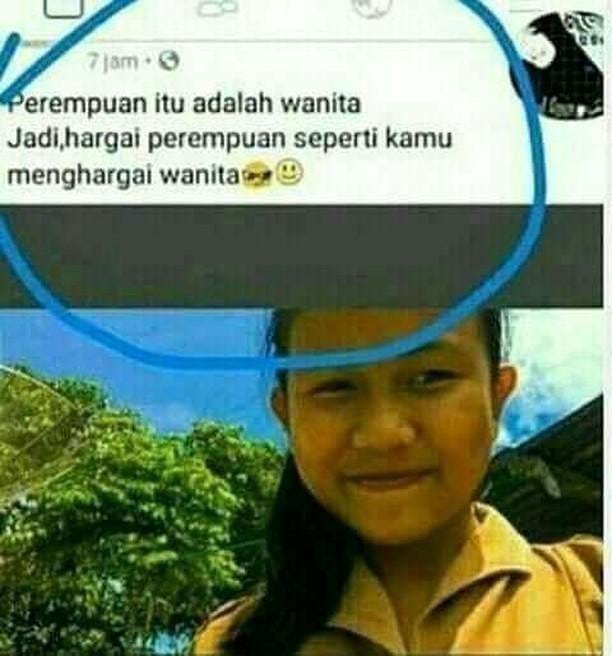 7 jam
Perempuan itu adalah wanita
Jadi,hargai perempuan seperti kamu
menghargai wanita😎🙂